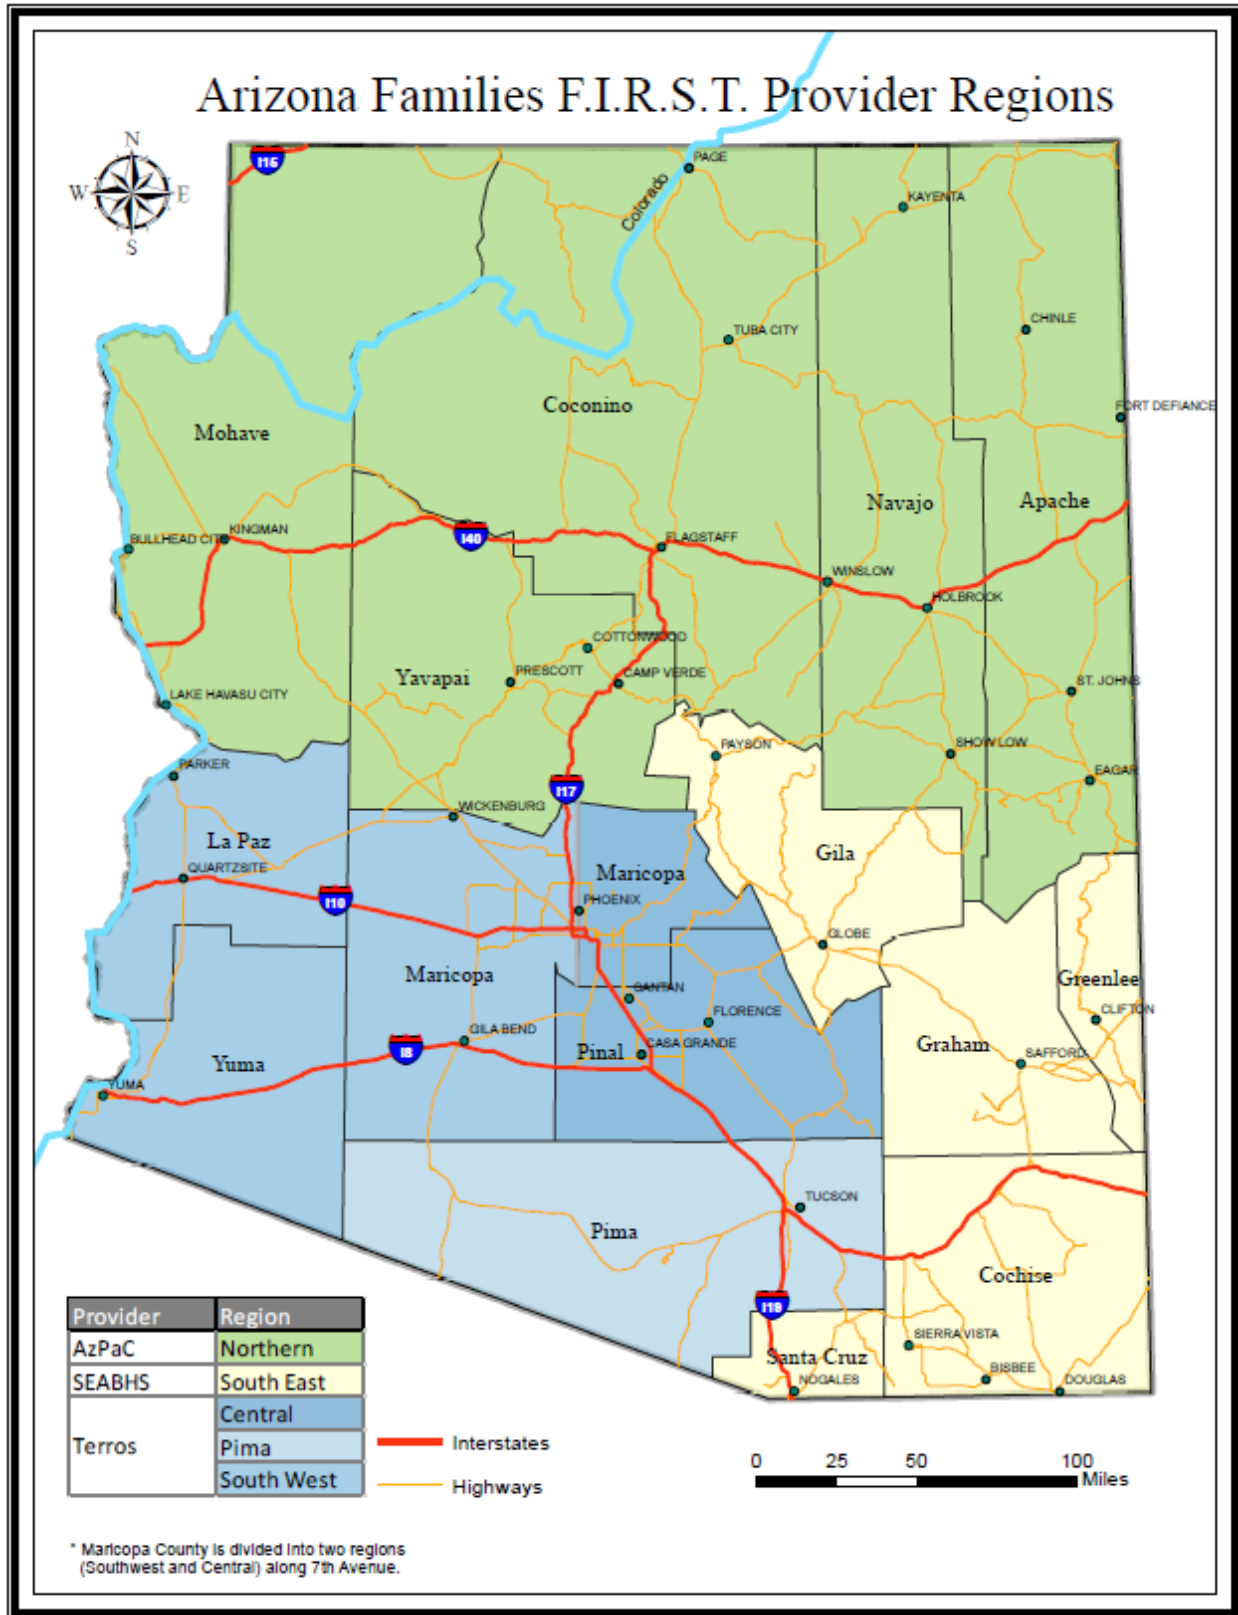 Arizona Families F.I.R.S.T. Provider Regions
N
W E
S
I15
PAGE
Colorado
KAYENTA
TUBA CITY
CHINLE
FORT DEFIANCE
Coconino
Mohave
Navajo
Apache
KINGMAN
BULLHEAD CITY
I40
FLAGSTAFF
WINSLOW
HOLBROOK
COTTONWOOD
Yavapai
PRESCOTT
CAMP VERDE
ST. JOHNS
LAKE HAVASU CITY
PAYSON
SHOW LOW
EAGAR
PARKER
I17
WICKENBURG
La Paz
Gila
QUARTZSITE
Maricopa
I10
PHOENIX
GLOBE
Maricopa
Greenlee
SANTAN
FLORENCE
CLIFTON
GILA BEND
I8
Pinal
CASA GRANDE
Graham
SAFFORD
Yuma
YUMA
TUCSON
Pima
Cochise
I19
SIERRA VISTA
Santa Cruz
BISBEE
NOGALES
DOUGLAS
Provider Region
AzPaC Northern
SEABHS South East
Central
Terros Pima
South West
Interstates
Highways
0 25 50 100
Miles
* Maricopa County is divided into two regions
(Southwest and Central) along 7th Avenue.